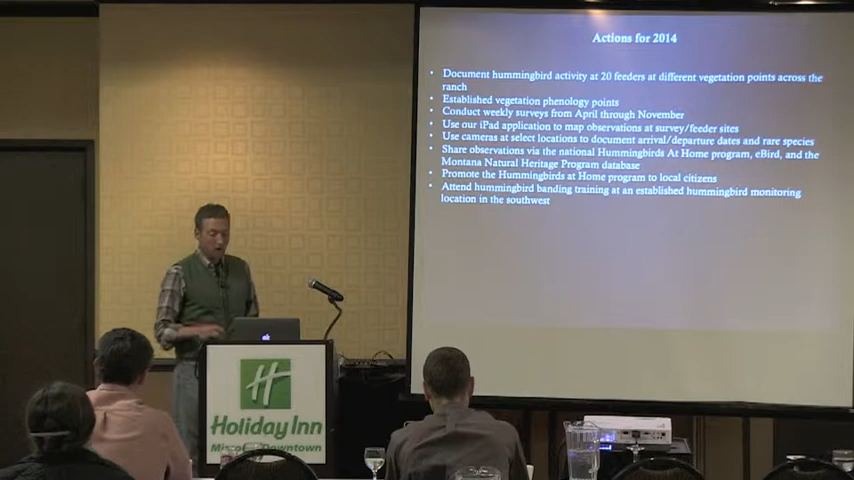 Actions for 2014
• Document hummingbird activity at 20 feeders at different vegetation points across the
ranch
• Established vegetation phenology points
• Conduct weekly surveys from April through November
• Use our iPad application to map observations at survey/feeder sites
• Use cameras at select locations to document arrival/departure dates and rare species
• Share observations via the national Hummingbirds At Home program, eBird, and the
Montana Natural Heritage Program database
• Promote the Hummingbirds at Home program to local citizens
• Attend hummingbird banding training at an established hummingbird monitoring
location in the southwest
H
Holiday Inn
Downtown